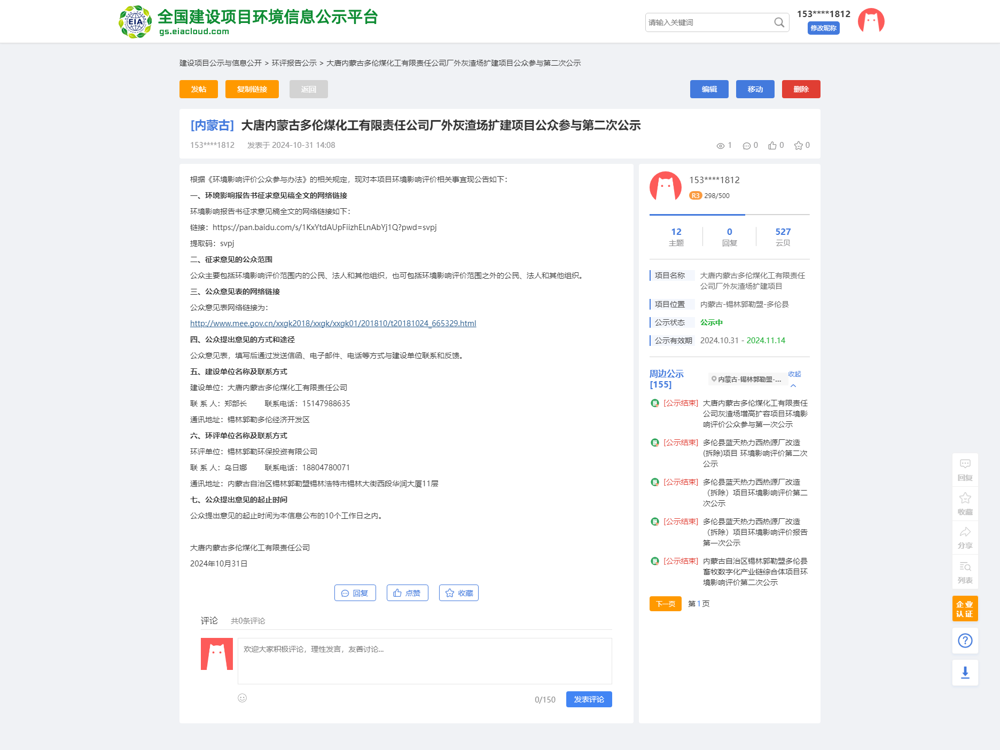 EIA
全国建设项目环境信息公示平台
gs.eiacloud.com
请输入关键词
153****1812
修改昵称
建设项目公示与信息公开 > 环评报告公示 > 大唐内蒙古多伦煤化工有限责任公司厂外灰渣场扩建项目公众参与第二次公示
发帖
复制链接
返回
编辑
移动
删除
[内蒙古] 大唐内蒙古多伦煤化工有限责任公司厂外灰渣场扩建项目公众参与第二次公示
153****1812 发表于 2024-10-31 14:08
1 0 0 0
根据《环境影响评价公众参与办法》的相关规定，现对本项目环境影响评价相关事宜现公告如下：
一、环境影响报告书征求意见稿全文的网络链接
环境影响报告书征求意见稿全文的网络链接如下：
链接：https://pan.baidu.com/s/1KxYtdAUpFiizhELnAbYj1Q?pwd=svpj
提取码：svpj
二、征求意见的公众范围
公众主要包括环境影响评价范围内的公民、法人和其他组织，也可包括环境影响评价范围之外的公民、法人和其他组织。
三、公众意见表的网络链接
公众意见表网络链接为：
http://www.mee.gov.cn/xxgk2018/xxgk/xxgk01/201810/t20181024_665329.html
四、公众提出意见的方式和途径
公众意见表，填写后通过发送信函、电子邮件、电话等方式与建设单位联系和反馈。
五、建设单位名称及联系方式
建设单位：大唐内蒙古多伦煤化工有限责任公司
联 系 人：郑部长 联系电话：15147988635
通讯地址：锡林郭勒多伦经济开发区
六、环评单位名称及联系方式
环评单位：锡林郭勒环保投资有限公司
联 系 人：乌日娜 联系电话：18804780071
通讯地址：内蒙古自治区锡林郭勒盟锡林浩特市锡林大街西段华润大厦11层
七、公众提出意见的起止时间
公众提出意见的起止时间为本信息公布的10个工作日之内。
大唐内蒙古多伦煤化工有限责任公司
2024年10月31日
回复
点赞
收藏
评论 共0条评论
欢迎大家积极评论，理性发言，友善讨论...
0/150
发表评论
153****1812
R3 298/500
12 0 527
主题 回复 云贝
项目名称 大唐内蒙古多伦煤化工有限责任
公司厂外灰渣场扩建项目
项目位置 内蒙古-锡林郭勒盟-多伦县
公示状态 公示中
公示有效期 2024.10.31 - 2024.11.14
周边公示
[155]
内蒙古-锡林郭勒盟-...
收起
[公示结束] 大唐内蒙古多伦煤化工有限责任
公司灰渣场增高扩容项目环境影
响评价公众参与第一次公示
[公示结束] 多伦县蓝天热力西热源厂改造
(拆除)项目 环境影响评价第二次
公示
[公示结束] 多伦县蓝天热力西热源厂改造
（拆除）项目环境影响评价第二
次公示
[公示结束] 多伦县蓝天热力西热源厂改造
（拆除）项目环境影响评价报告
第一次公示
[公示结束] 内蒙古自治区锡林郭勒盟多伦县
畜牧数字化产业链综合体项目环
境影响评价第二次公示
下一页 第1页
回复
收藏
分享
列表
企业
认证